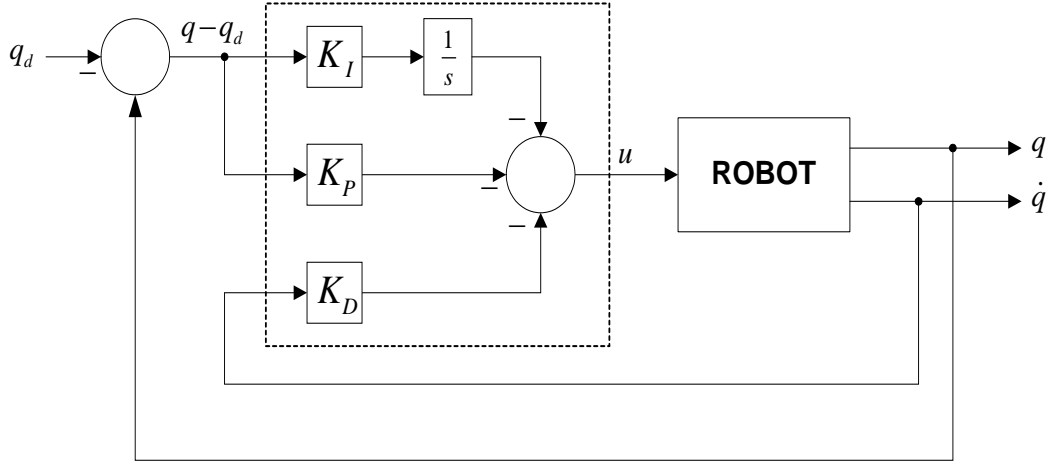 q_d
−
q − q_d
K_I
1/s
−
K_P
−
−
u
ROBOT
q
q̇
K_D